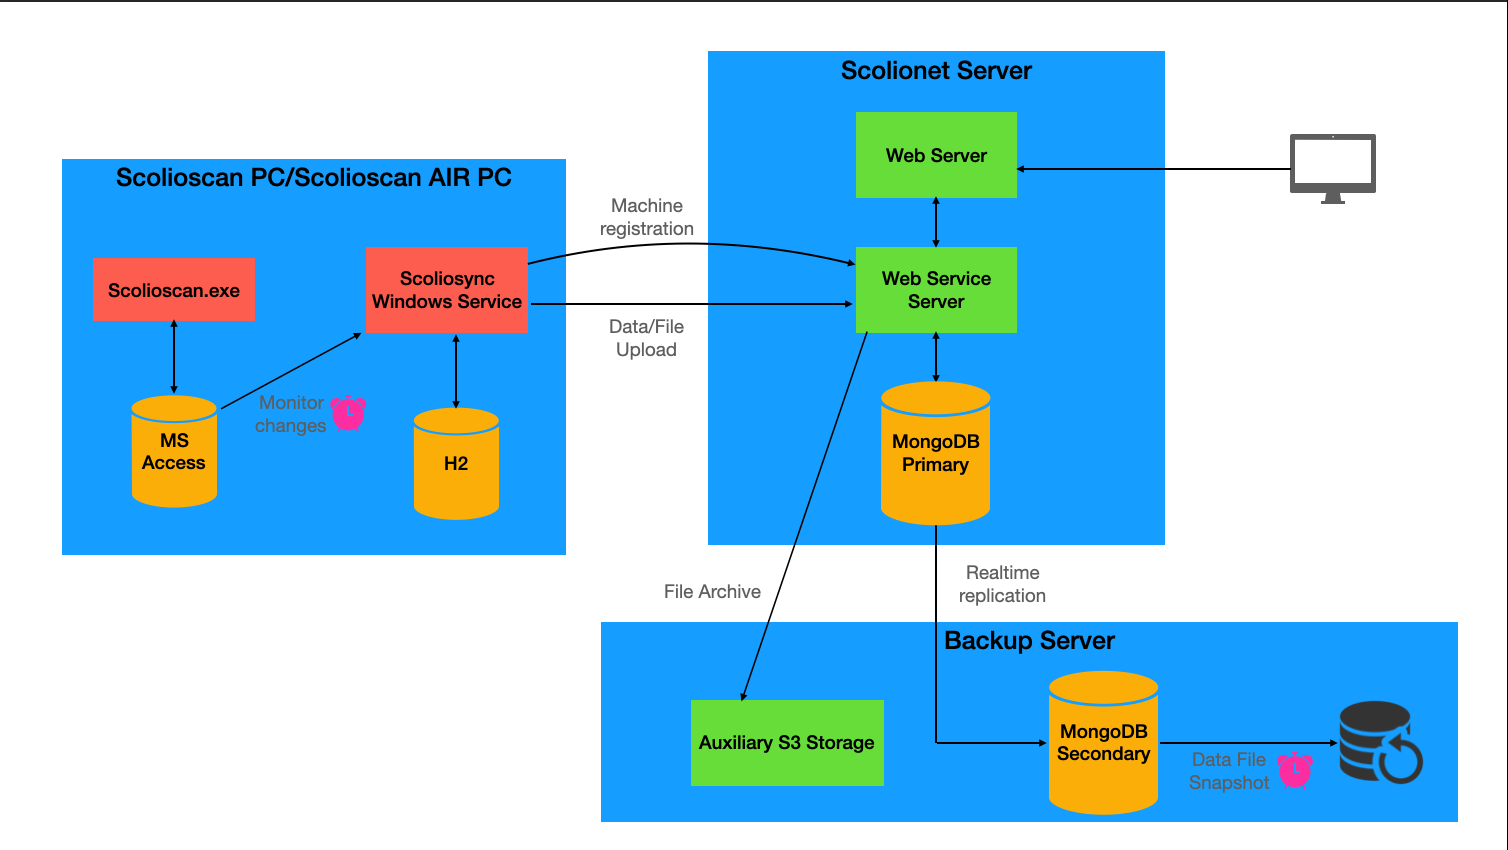 Scolionet Server
Web Server
Scolioscan PC/Scolioscan AIR PC
Machine
registration
Scolioscan.exe
Scoliosync
Windows Service
Web Service
Server
Data/File
Upload
Monitor
changes
MS
Access
H2
MongoDB
Primary
File Archive
Realtime
replication
Backup Server
Auxiliary S3 Storage
MongoDB
Secondary
Data File
Snapshot